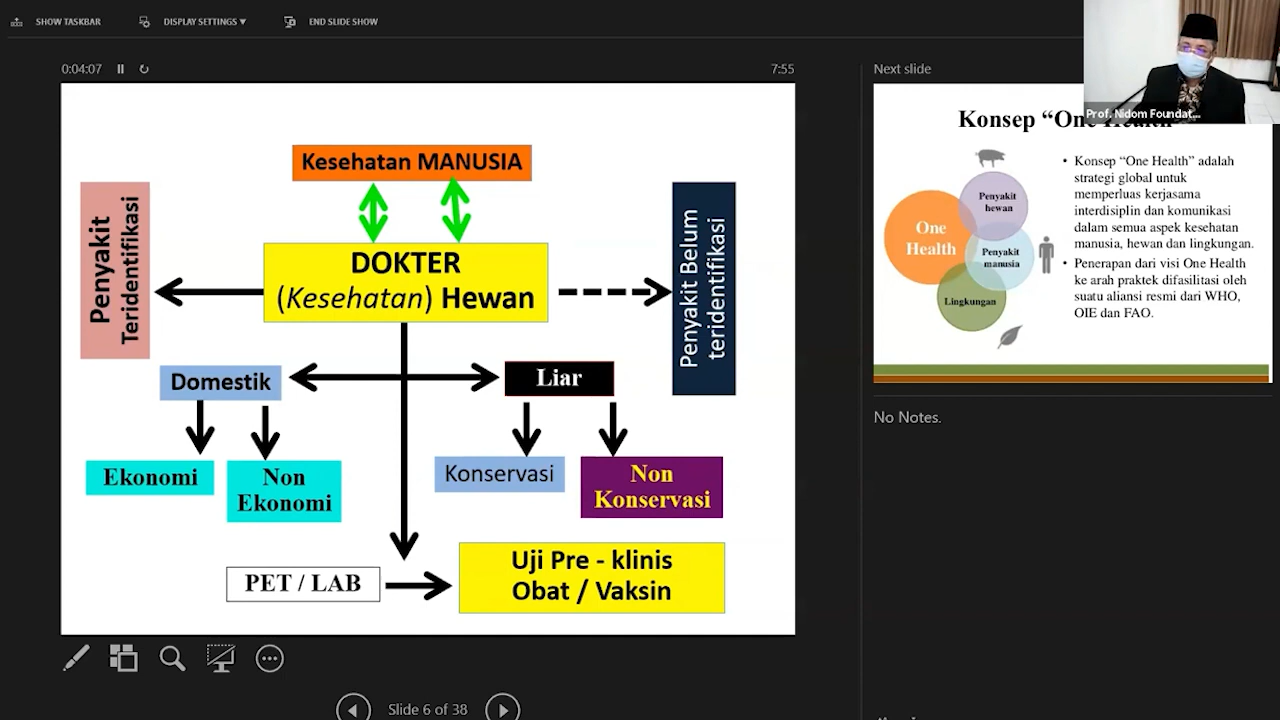 SHOW TASKBAR
DISPLAY SETTINGS ▼
END SLIDE SHOW
0:04:07
7:55
Next slide
Prof. Nidom Foundat...
Kesehatan MANUSIA
Penyakit
Teridentifikasi
DOKTER
(Kesehatan) Hewan
Penyakit Belum
teridentifikasi
Domestik
Liar
Ekonomi
Non
Ekonomi
Konservasi
Non
Konservasi
PET / LAB
Uji Pre - klinis
Obat / Vaksin
Konsep “One Health”
One
Health
Penyakit
hewan
Penyakit
manusia
Lingkungan
• Konsep “One Health” adalah
strategi global untuk
memperluas kerjasama
interdisiplin dan komunikasi
dalam semua aspek kesehatan
manusia, hewan dan lingkungan.
• Penerapan dari visi One Health
ke arah praktek difasilitasi oleh
suatu aliansi resmi dari WHO,
OIE dan FAO.
No Notes.
Slide 6 of 38